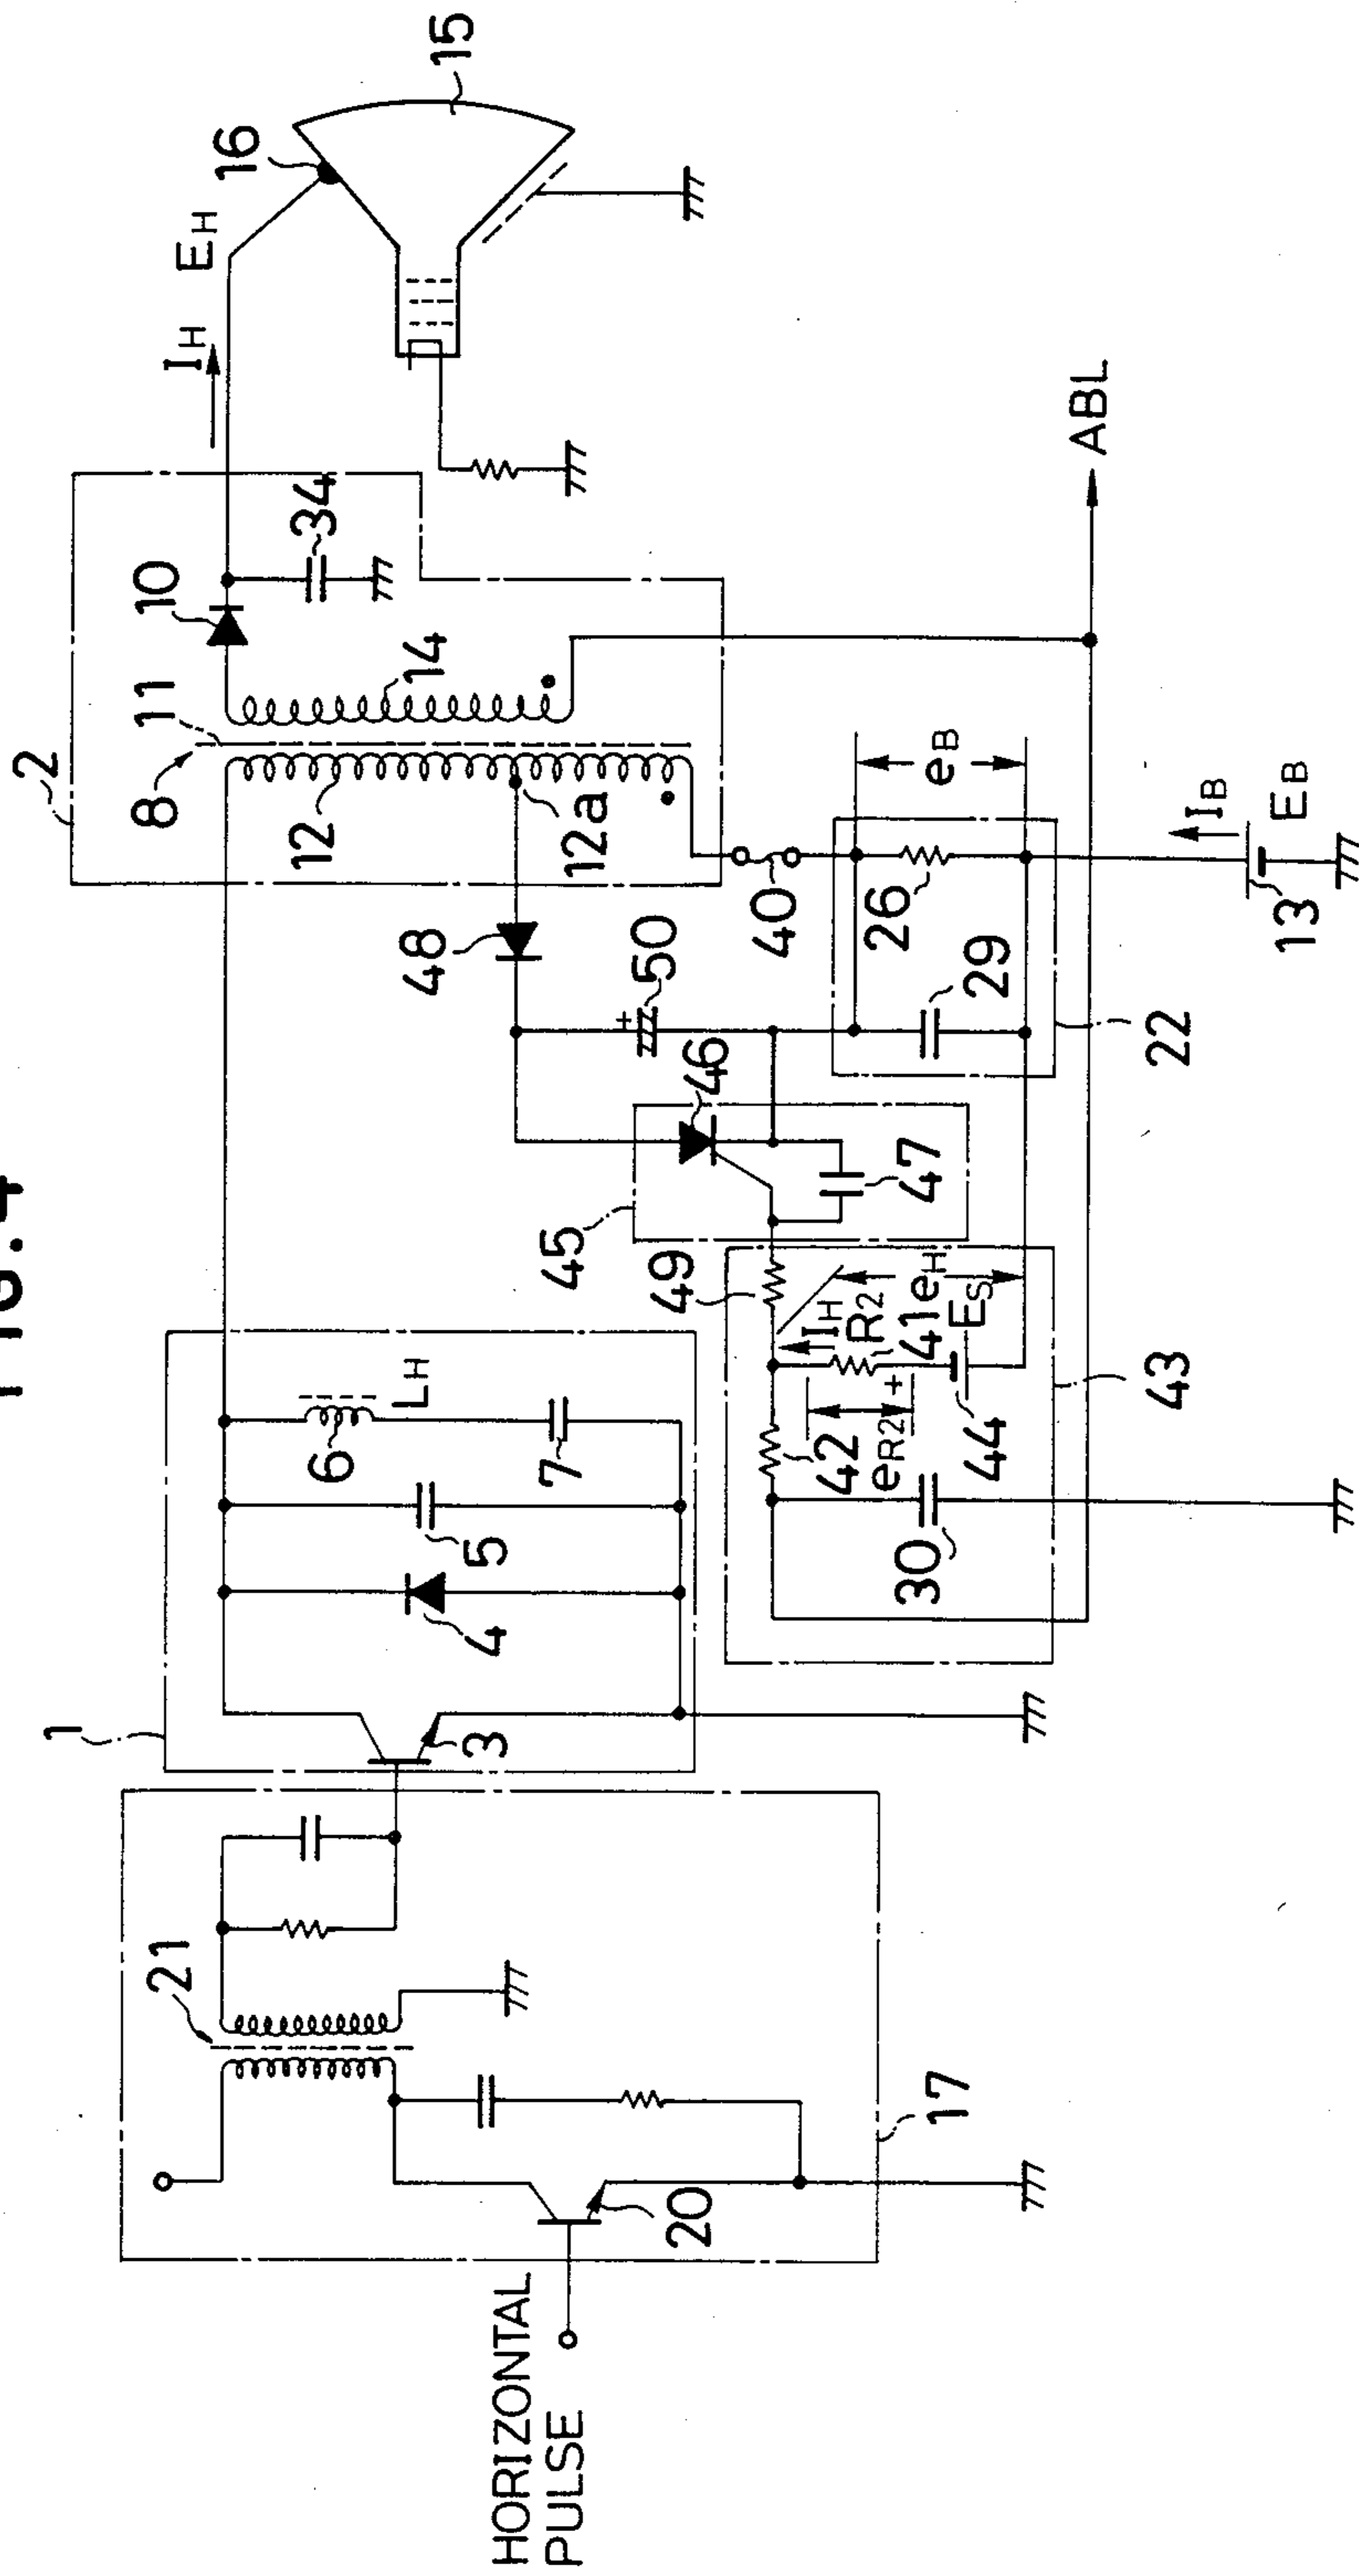 FIG. 4
HORIZONTAL
PULSE
20
17
21
1
3
4
5
6
7
LH
2
8
11
12
12a
14
10
34
IH
EH
16
15
48
50
46
45
47
49
40
26
29
22
eB
IB
EB
13
ABL
IH
R2
41
eH
ES
42
eR2
+
44
30
43
+